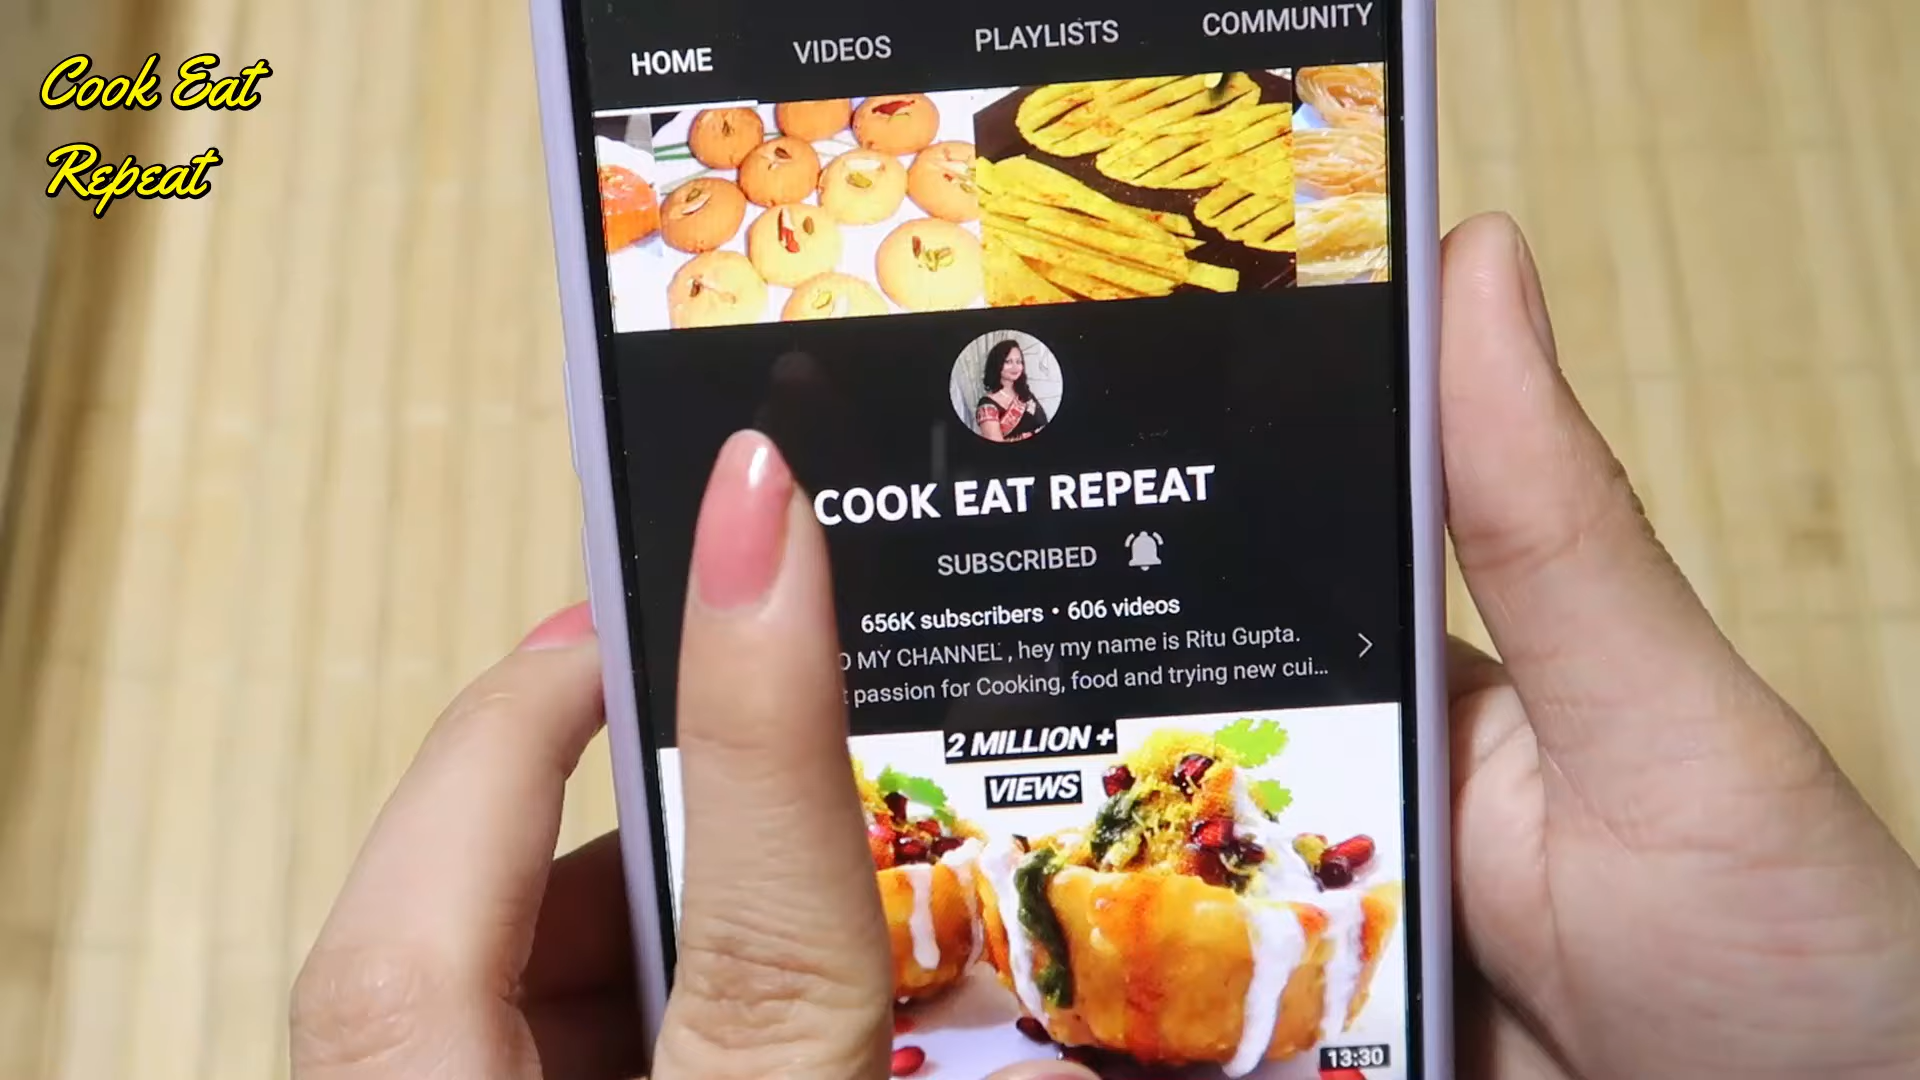 Cook Eat
Repeat
HOME VIDEOS PLAYLISTS COMMUNITY
COOK EAT REPEAT
SUBSCRIBED
656K subscribers • 606 videos
MY CHANNEL , hey my name is Ritu Gupta.
passion for Cooking, food and trying new cui...
2 MILLION +
VIEWS
13:30